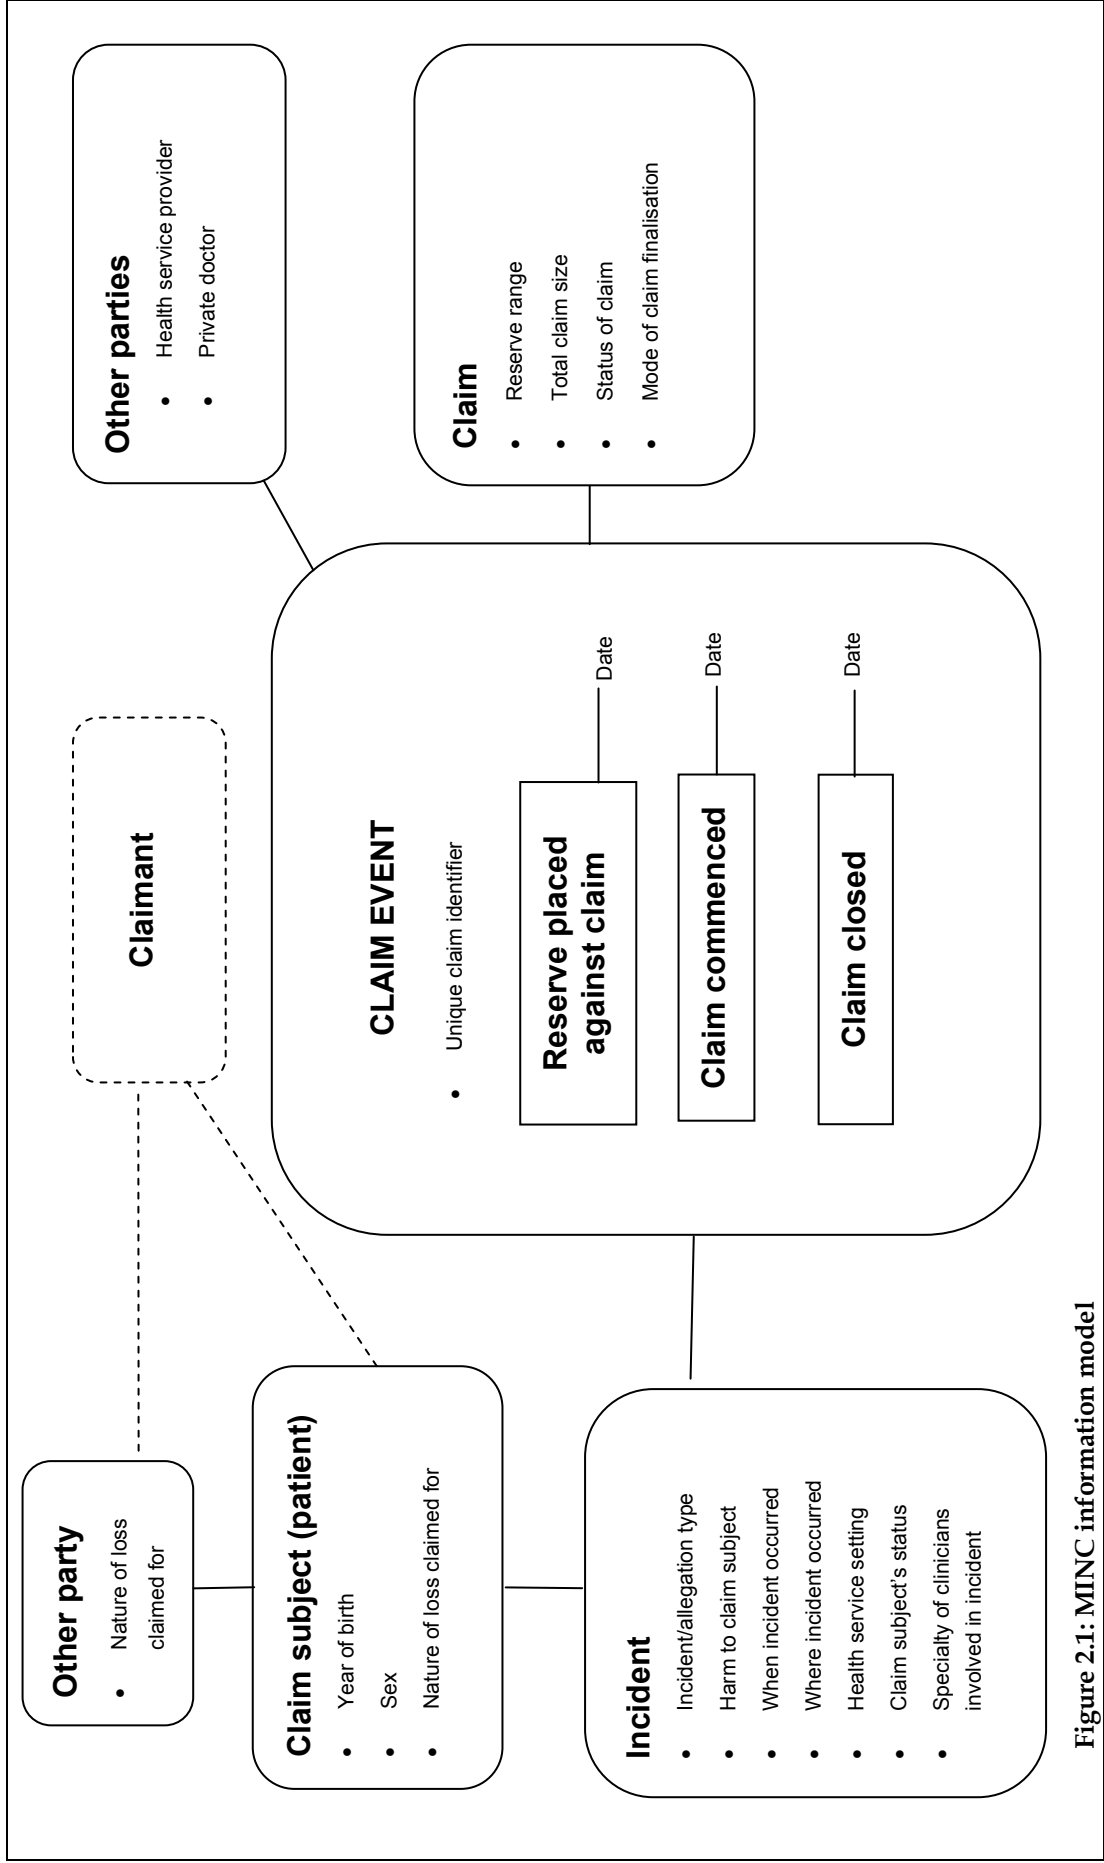 Other party
• Nature of loss
claimed for
Claimant
Other parties
• Health service provider
• Private doctor
Claim subject (patient)
• Year of birth
• Sex
• Nature of loss claimed for
CLAIM EVENT
• Unique claim identifier
Reserve placed
against claim
Date
Claim commenced
Date
Claim closed
Date
Claim
• Reserve range
• Total claim size
• Status of claim
• Mode of claim finalisation
Incident
• Incident/allegation type
• Harm to claim subject
• When incident occurred
• Where incident occurred
• Health service setting
• Claim subject's status
• Specialty of clinicians
involved in incident
Figure 2.1: MINC information model